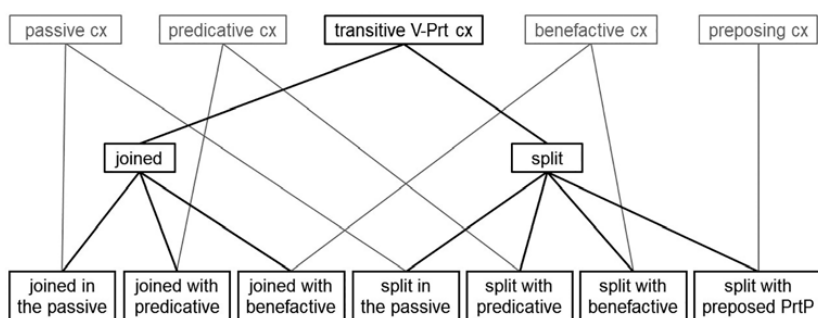 passive cx
predicative cx
transitive V-Prt cx
benefactive cx
preposing cx
joined
split
joined in
the passive
joined with
predicative
joined with
benefactive
split in
the passive
split with
predicative
split with
benefactive
split with
preposed PrtP